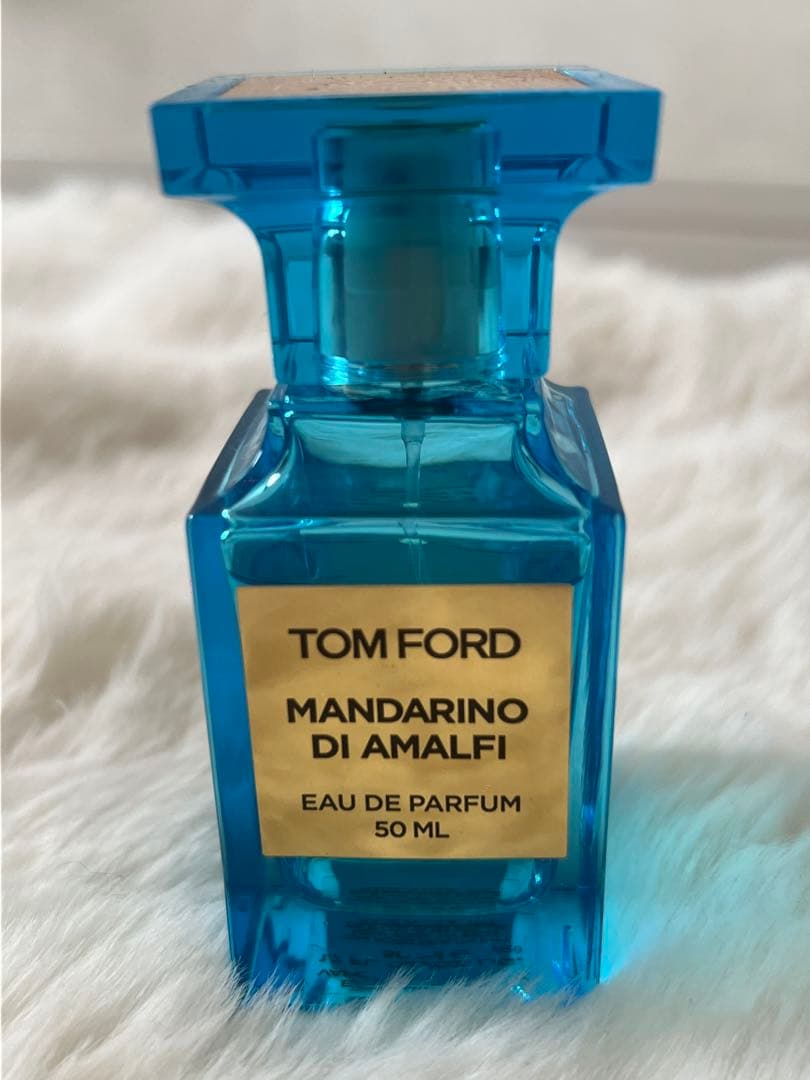 TOM FORD
MANDARINO
DI AMALFI
EAU DE PARFUM
50 ML